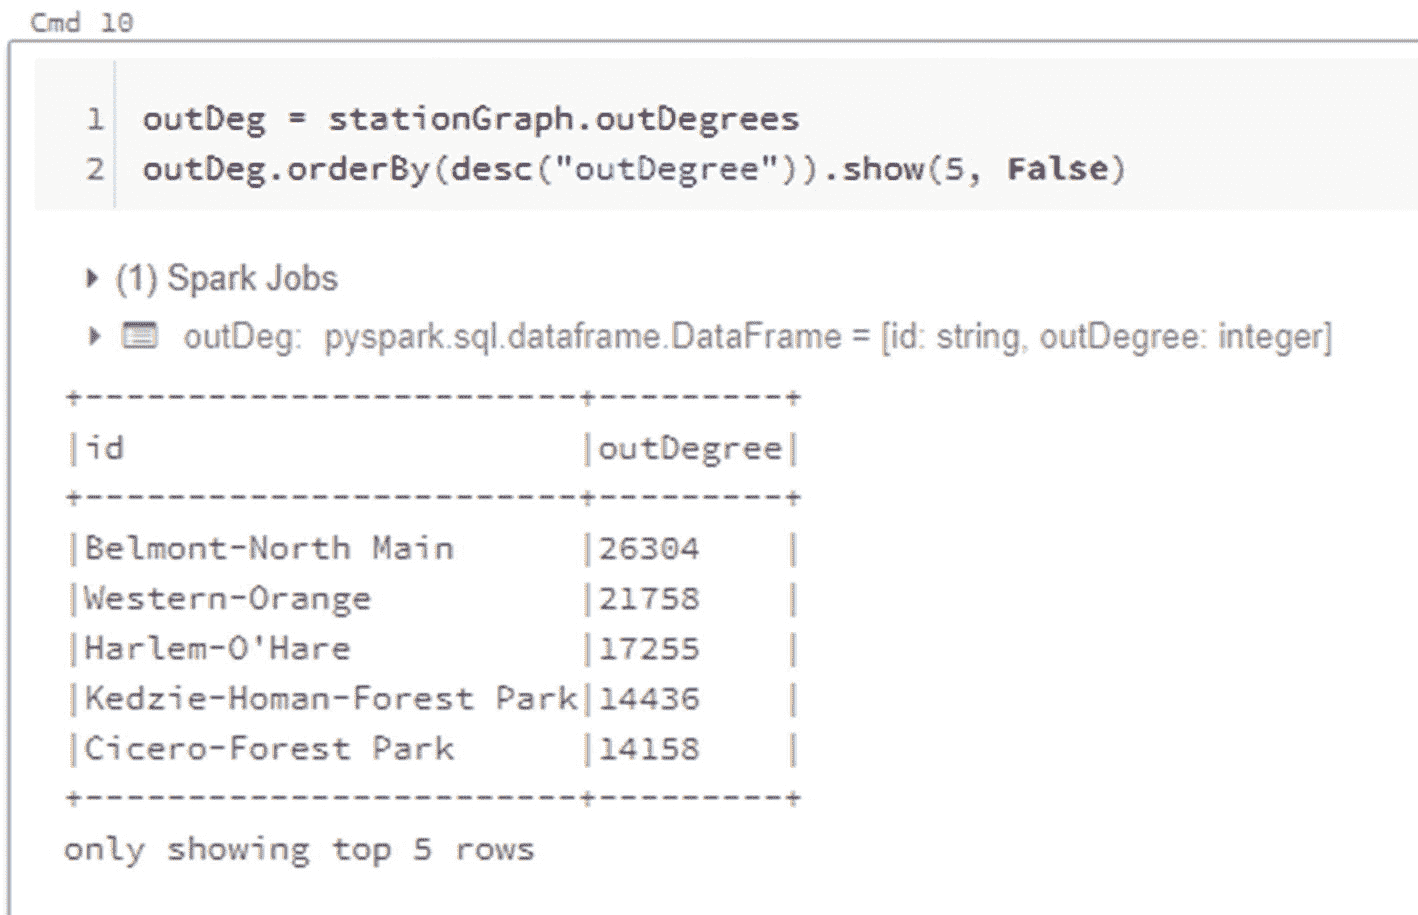 Cmd 10
1 outDeg = stationGraph.outDegrees
2 outDeg.orderBy(desc("outDegree")).show(5, False)
(1) Spark Jobs
outDeg: pyspark.sql.dataframe.DataFrame = [id: string, outDegree: integer]
+------------------------+---------+
|id                      |outDegree|
+------------------------+---------+
|Belmont-North Main      |26304    |
|Western-Orange          |21758    |
|Harlem-O'Hare           |17255    |
|Kedzie-Homan-Forest Park|14436    |
|Cicero-Forest Park      |14158    |
+------------------------+---------+
only showing top 5 rows